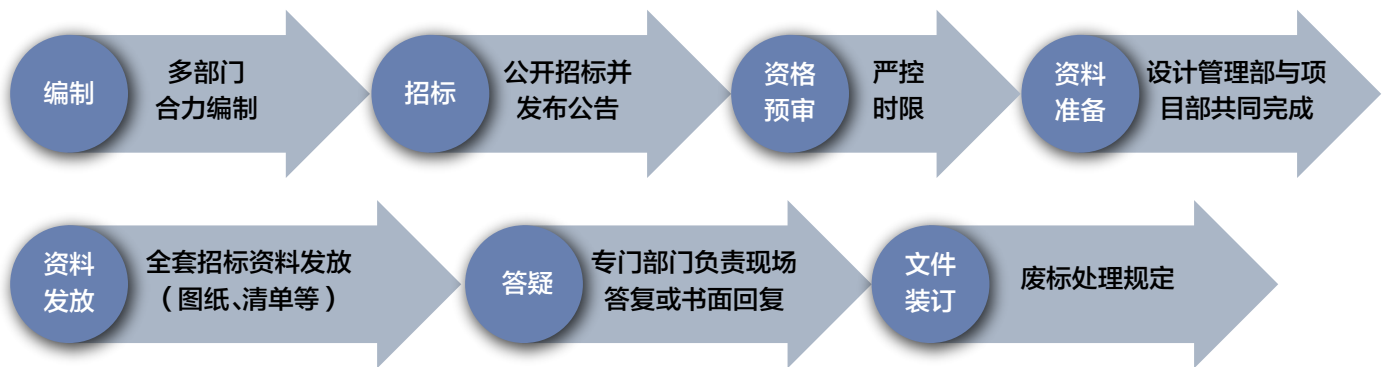 编制
多部门
合力编制
招标
公开招标并
发布公告
资格
预审
严控
时限
资料
准备
设计管理部与项
目部共同完成
资料
发放
全套招标资料发放
（图纸、清单等）
答疑
专门部门负责现场
答复或书面回复
文件
装订
废标处理规定